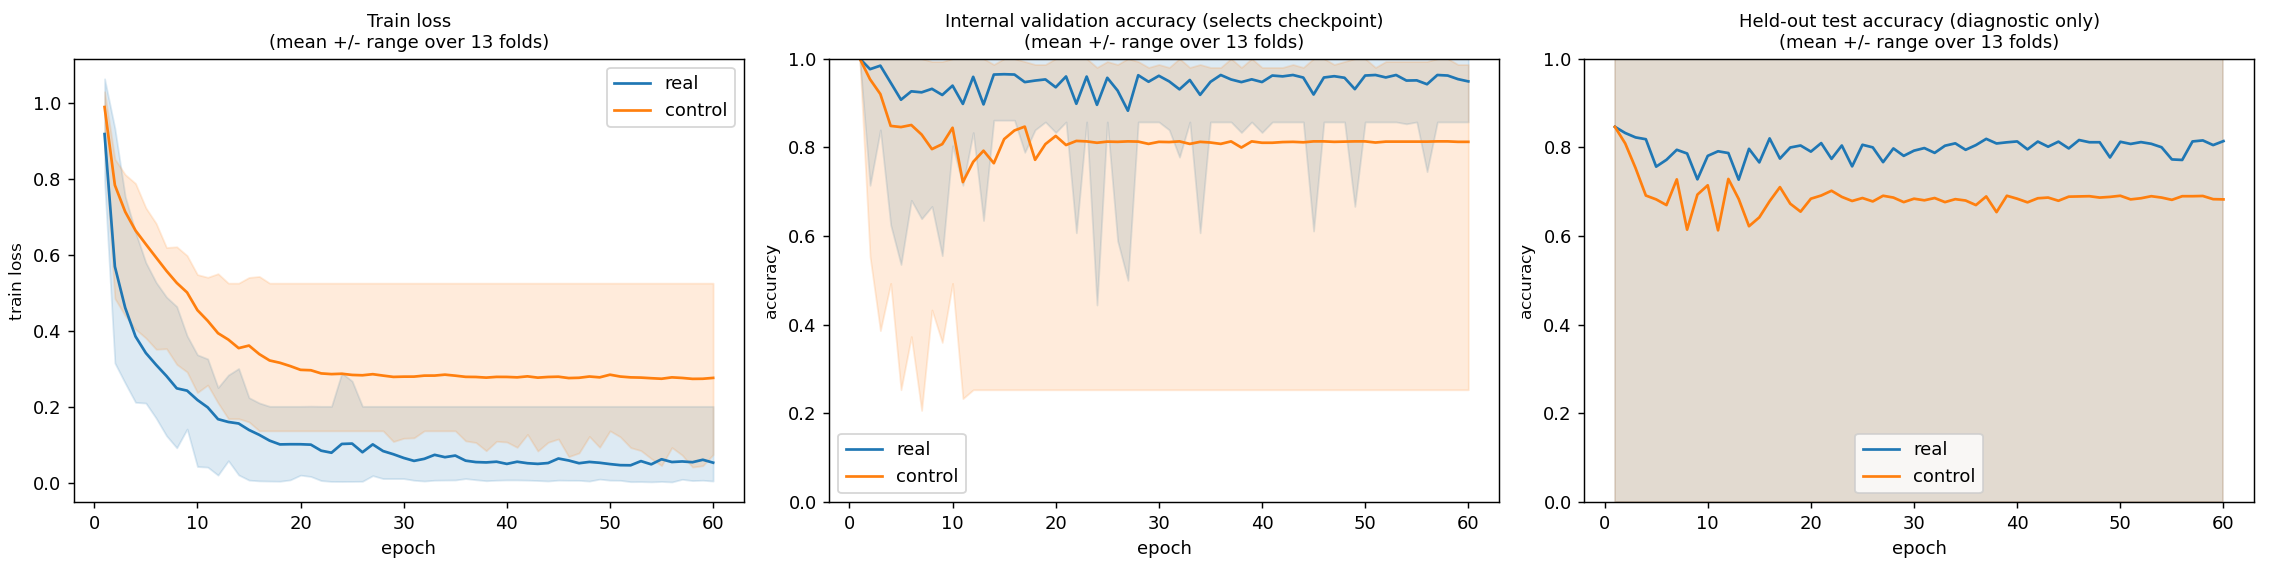 Train loss
(mean +/- range over 13 folds)
train loss
1.0
0.8
0.6
0.4
0.2
0.0
real
control
0
10
20
30
40
50
60
epoch
Internal validation accuracy (selects checkpoint)
(mean +/- range over 13 folds)
accuracy
1.0
0.8
0.6
0.4
0.2
0.0
real
control
0
10
20
30
40
50
60
epoch
Held-out test accuracy (diagnostic only)
(mean +/- range over 13 folds)
accuracy
1.0
0.8
0.6
0.4
0.2
0.0
real
control
0
10
20
30
40
50
60
epoch